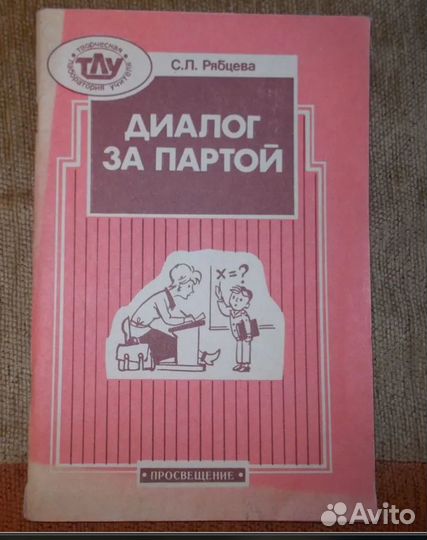 ТВОРЧЕСКАЯ
ТЛУ
ЛАБОРАТОРИЯ УЧИТЕЛЯ
С.Л. Рябцева
ДИАЛОГ
ЗА ПАРТОЙ
x=?
• ПРОСВЕЩЕНИЕ •
Avito